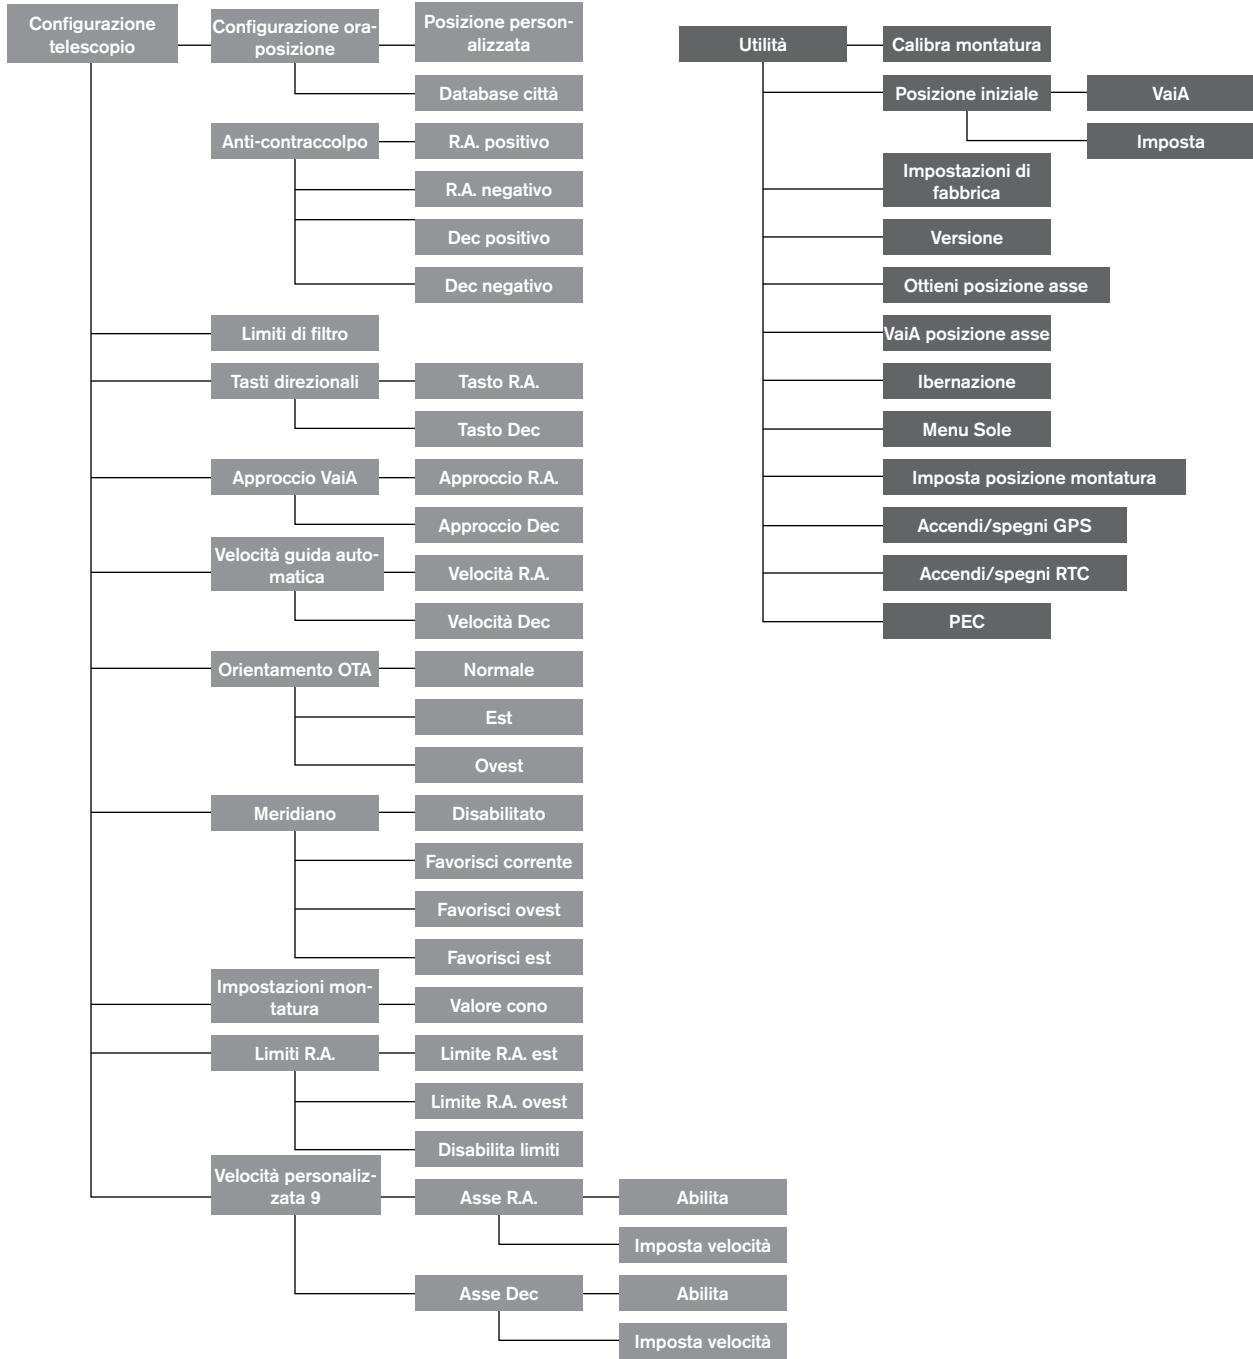 Configurazione
telescopio
Configurazione ora-
posizione
Posizione person-
alizzata
Database città
Anti-contraccolpo
R.A. positivo
R.A. negativo
Dec positivo
Dec negativo
Limiti di filtro
Tasti direzionali
Tasto R.A.
Tasto Dec
Approccio VaiA
Approccio R.A.
Approccio Dec
Velocità guida auto-
matica
Velocità R.A.
Velocità Dec
Orientamento OTA
Normale
Est
Ovest
Meridiano
Disabilitato
Favorisci corrente
Favorisci ovest
Favorisci est
Impostazioni mon-
tatura
Valore cono
Limiti R.A.
Limite R.A. est
Limite R.A. ovest
Disabilita limiti
Velocità personaliz-
zata 9
Asse R.A.
Abilita
Imposta velocità
Asse Dec
Abilita
Imposta velocità
Utilità
Calibra montatura
Posizione iniziale
VaiA
Imposta
Impostazioni di
fabbrica
Versione
Ottieni posizione asse
VaiA posizione asse
Ibernazione
Menu Sole
Imposta posizione montatura
Accendi/spegni GPS
Accendi/spegni RTC
PEC